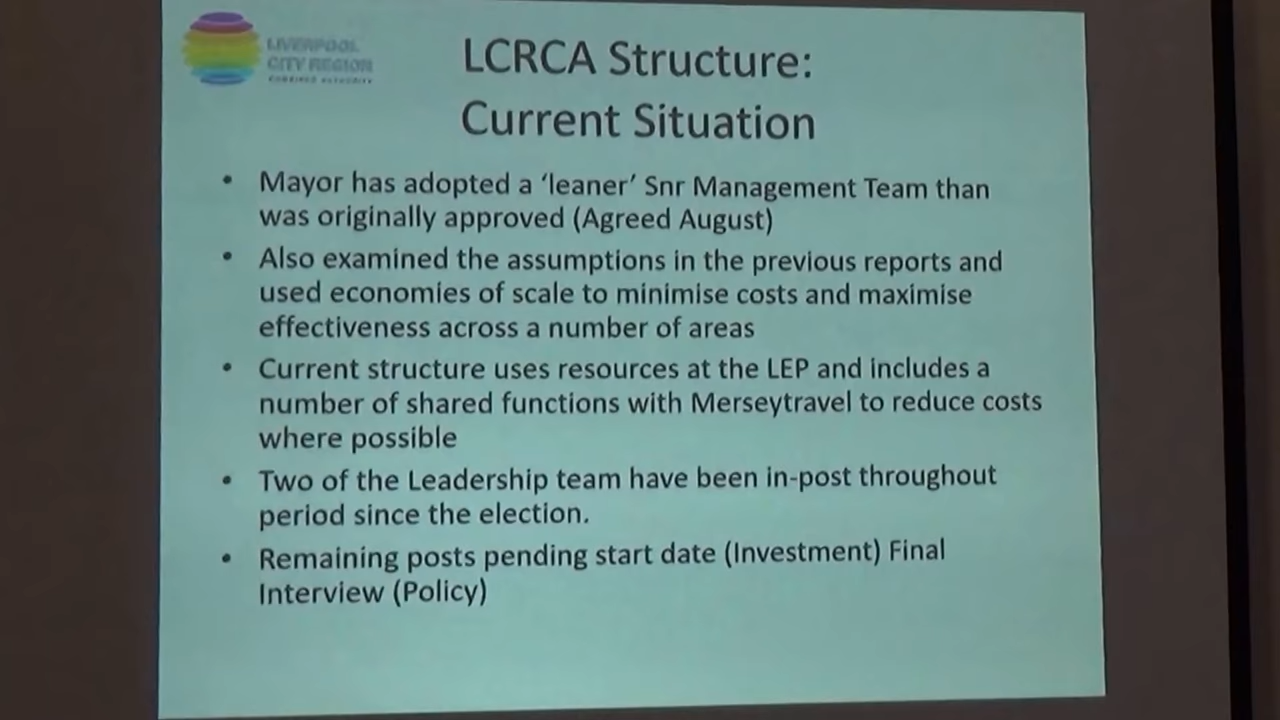 LIVERPOOL
CITY REGION
COMBINED AUTHORITY
LCRCA Structure:
Current Situation
• Mayor has adopted a ‘leaner’ Snr Management Team than
was originally approved (Agreed August)
• Also examined the assumptions in the previous reports and
used economies of scale to minimise costs and maximise
effectiveness across a number of areas
• Current structure uses resources at the LEP and includes a
number of shared functions with Merseytravel to reduce costs
where possible
• Two of the Leadership team have been in-post throughout
period since the election.
• Remaining posts pending start date (Investment) Final
Interview (Policy)